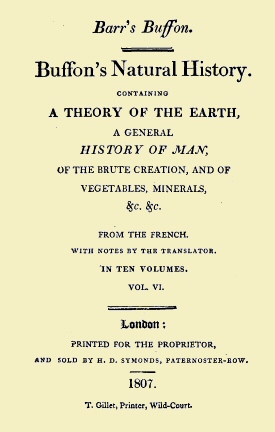 Barr's Buffon.
Buffon's Natural History.
CONTAINING
A THEORY OF THE EARTH,
A GENERAL
HISTORY OF MAN,
OF THE BRUTE CREATION, AND OF
VEGETABLES, MINERALS,
&c. &c.
FROM THE FRENCH.
WITH NOTES BY THE TRANSLATOR.
IN TEN VOLUMES.
VOL. VI.
London:
PRINTED FOR THE PROPRIETOR,
AND SOLD BY H. D. SYMONDS, PATERNOSTER-ROW.
1807.
T. Gillet, Printer, Wild-Court.